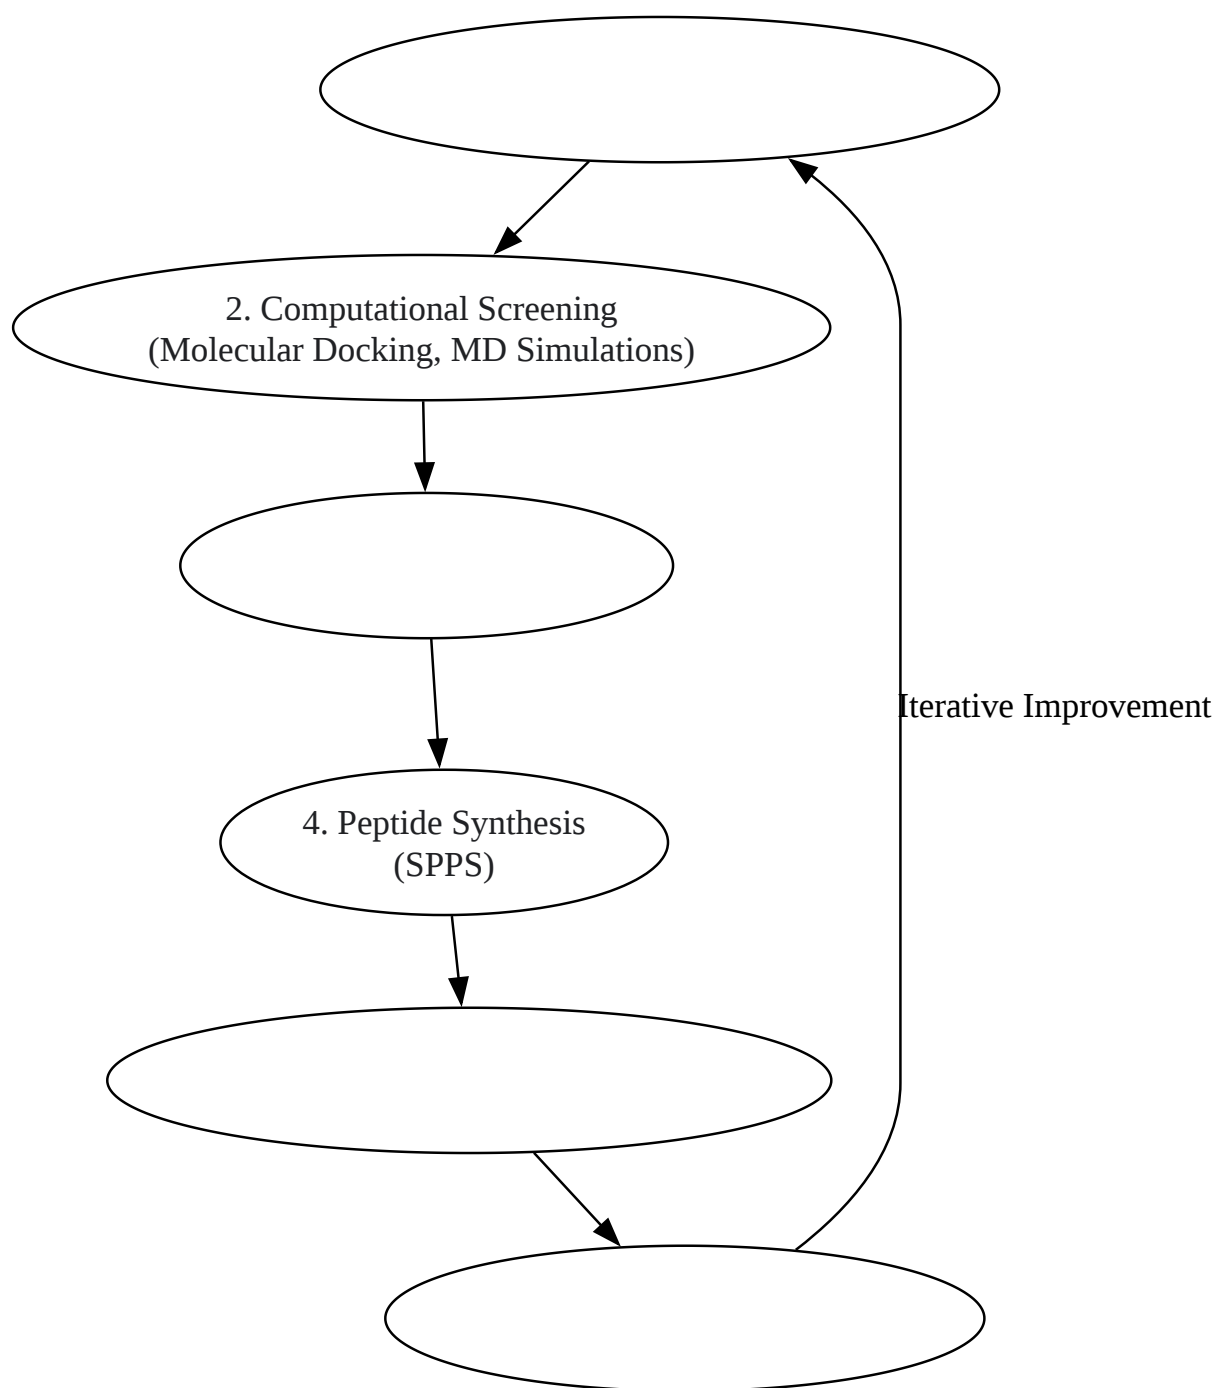 2. Computational Screening
(Molecular Docking, MD Simulations)
Iterative Improvement
4. Peptide Synthesis
(SPPS)